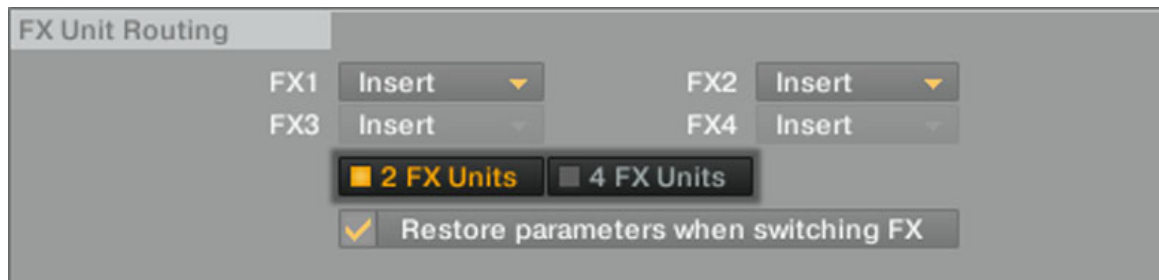 FX Unit Routing
FX1 Insert FX2 Insert
FX3 Insert FX4 Insert
2 FX Units 4 FX Units
Restore parameters when switching FX